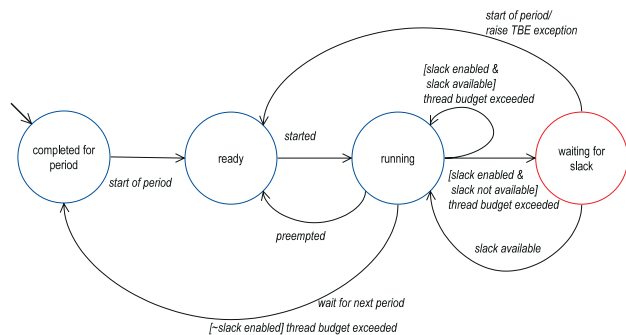 start of period/
raise TBE exception
[slack enabled &
slack available]
thread budget exceeded
completed for
period
start of period
ready
started
running
waiting for
slack
[slack enabled &
slack not available]
thread budget exceeded
preempted
slack available
wait for next period
[~slack enabled] thread budget exceeded